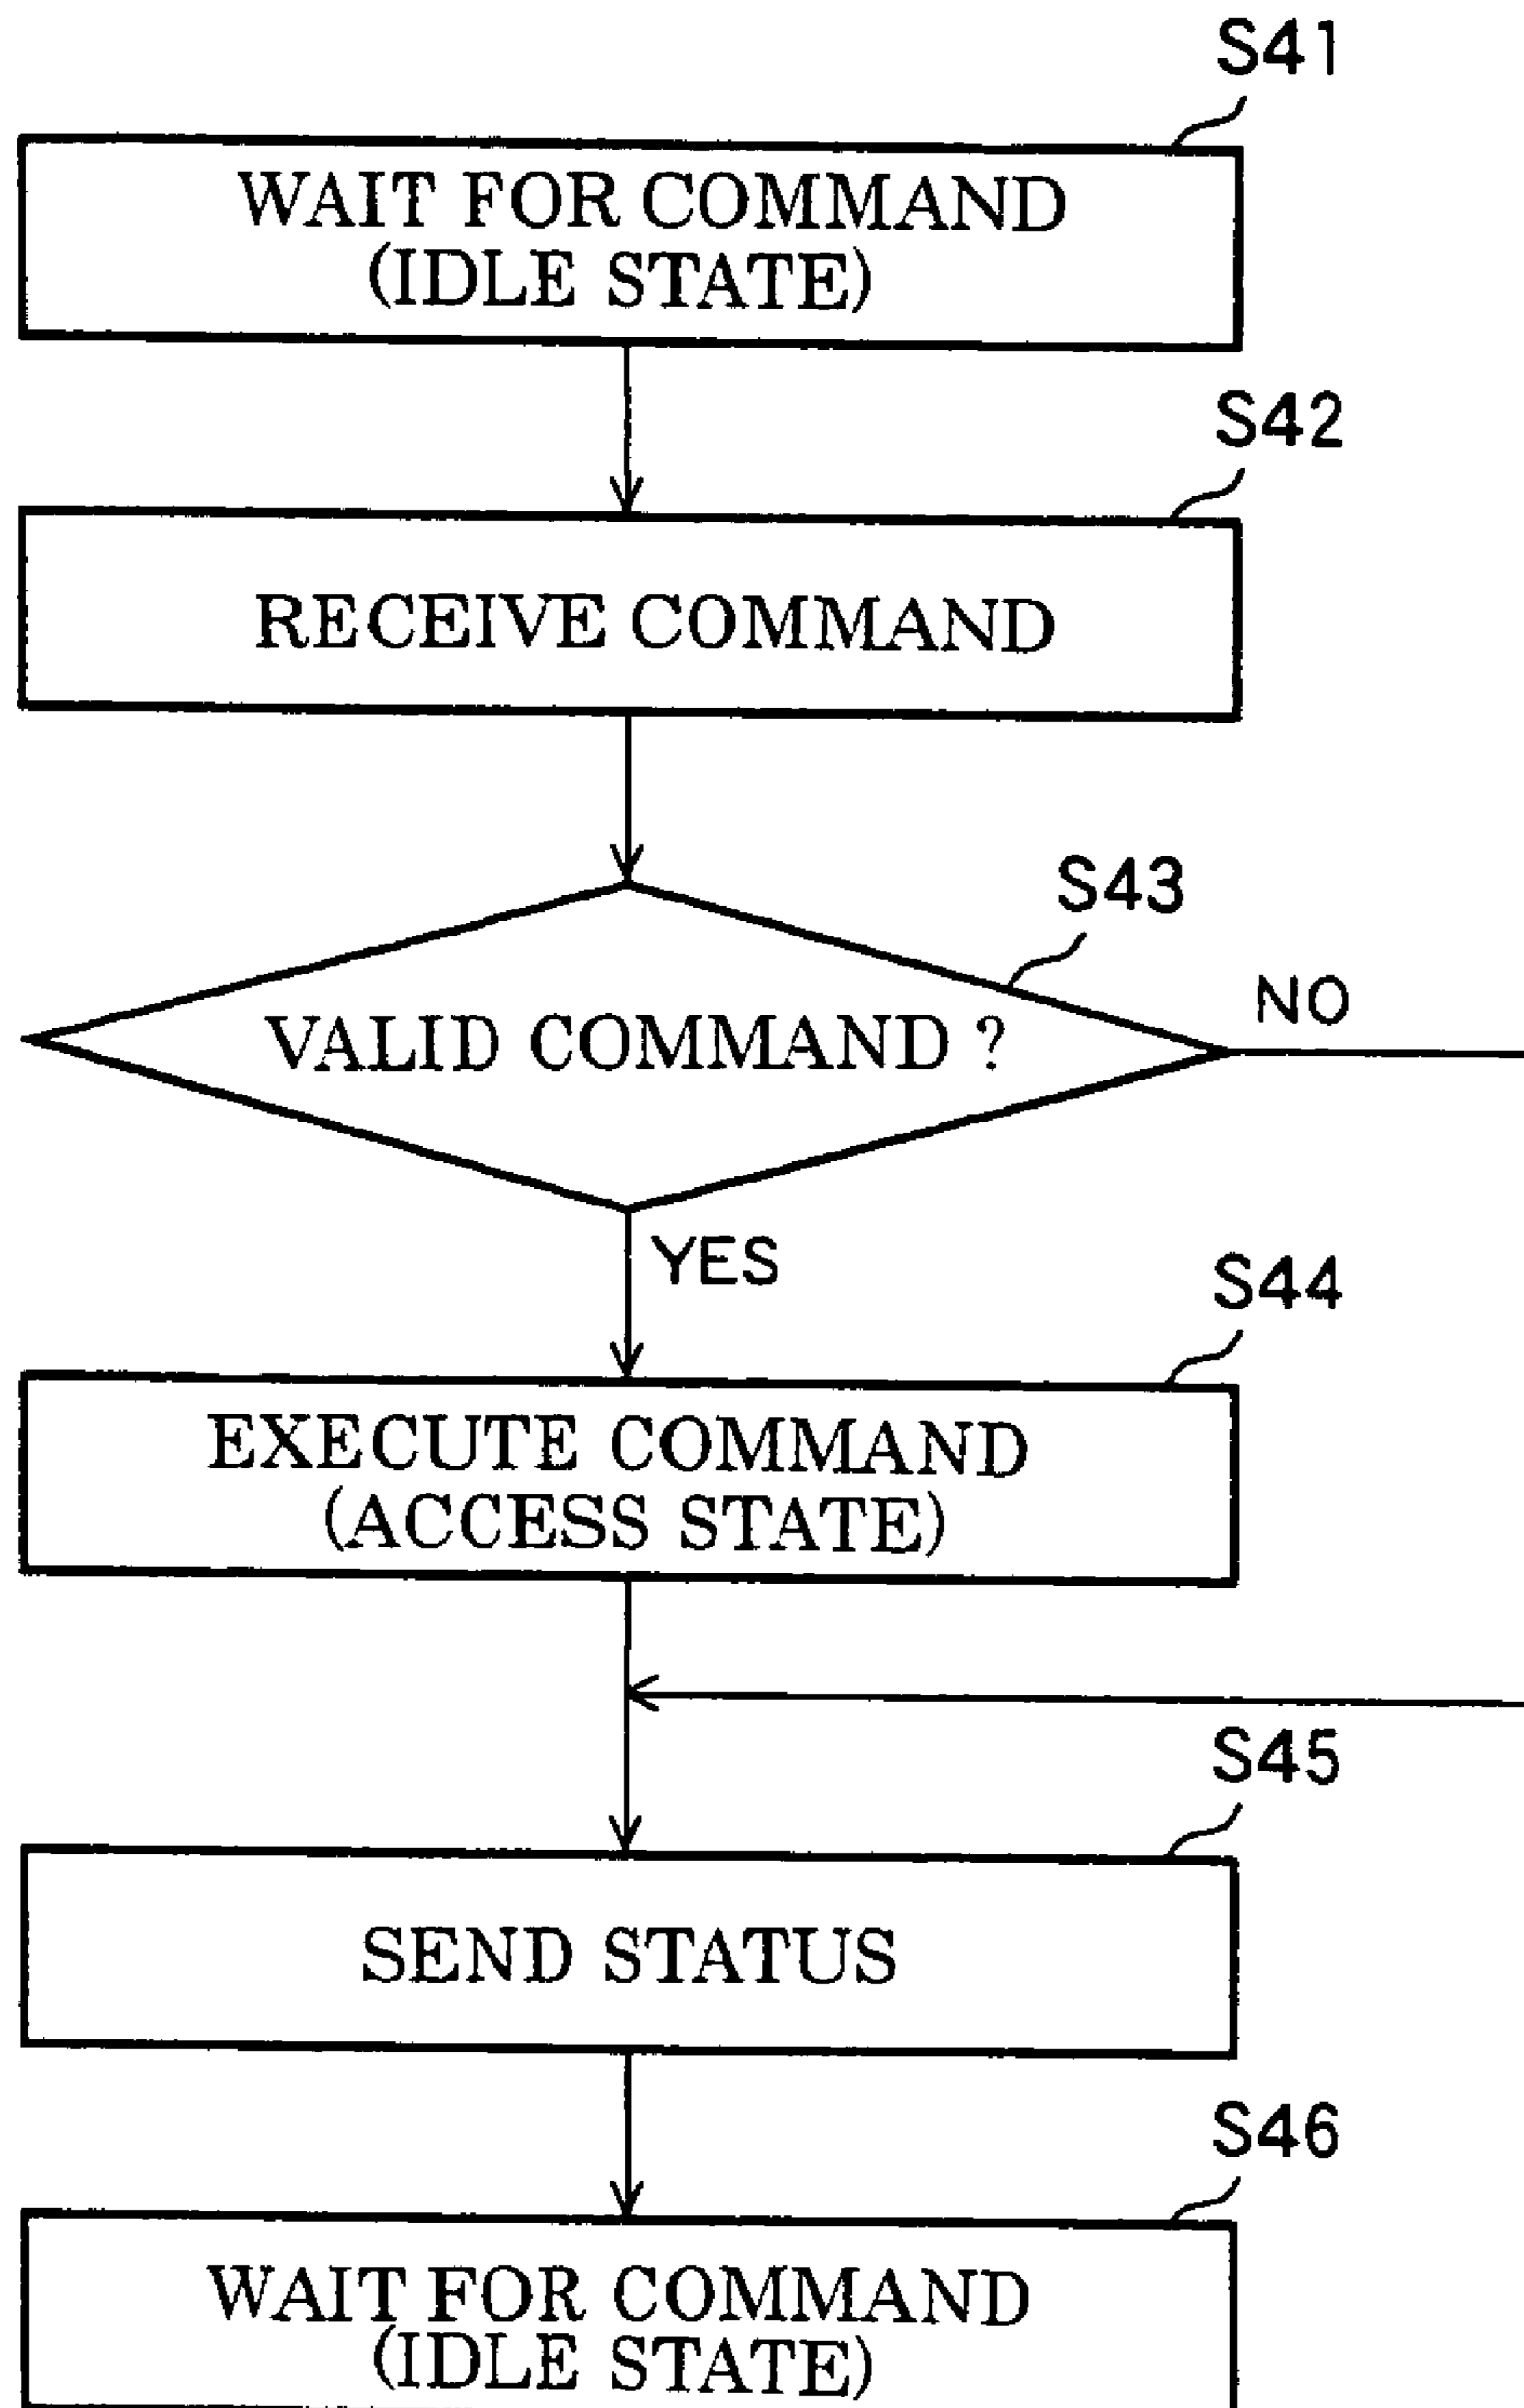 S41
WAIT FOR COMMAND
(IDLE STATE)
S42
RECEIVE COMMAND
S43
VALID COMMAND ?
NO
YES
S44
EXECUTE COMMAND
(ACCESS STATE)
S45
SEND STATUS
S46
WAIT FOR COMMAND
(IDLE STATE)